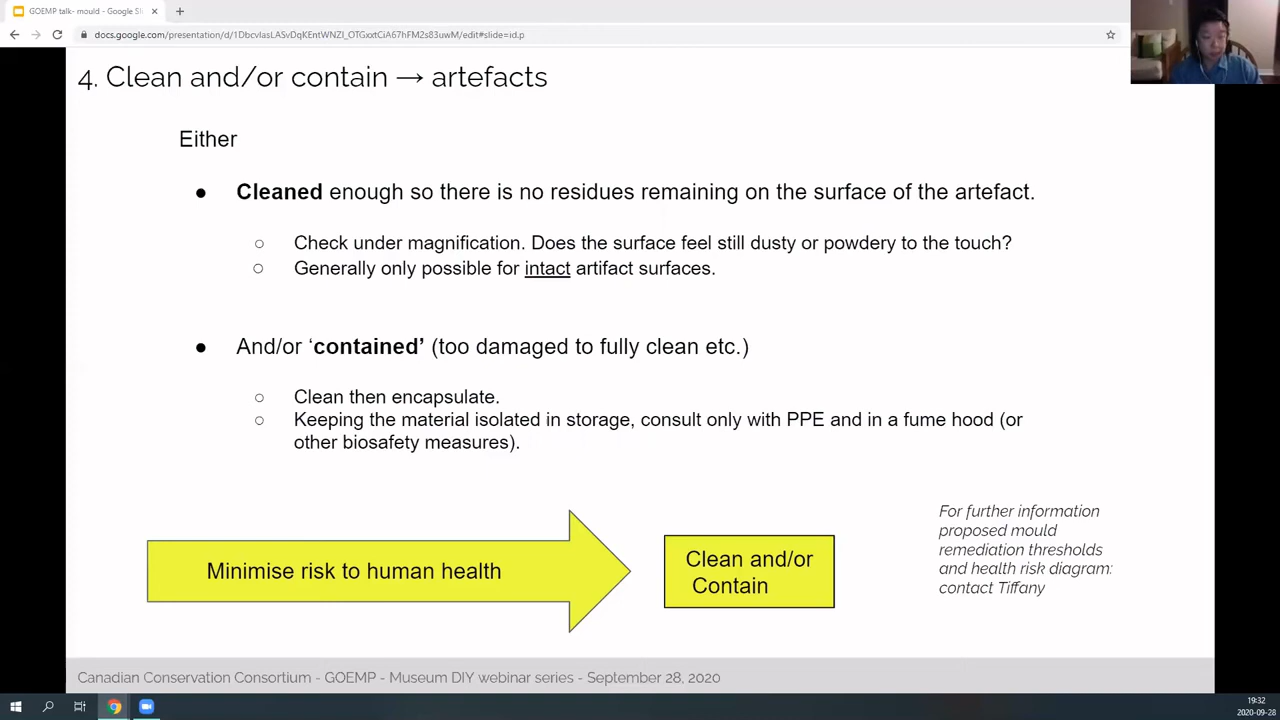 GOEMP talk- mould - Google Sli
docs.google.com/presentation/d/1DbcvIasLASvDqKEntWNZI_OTGxxtCiA67hFM2s83uwM/edit#slide=id.p
4. Clean and/or contain → artefacts
Either
● Cleaned enough so there is no residues remaining on the surface of the artefact.
○ Check under magnification. Does the surface feel still dusty or powdery to the touch?
○ Generally only possible for intact artifact surfaces.
● And/or ‘contained’ (too damaged to fully clean etc.)
○ Clean then encapsulate.
○ Keeping the material isolated in storage, consult only with PPE and in a fume hood (or
other biosafety measures).
Minimise risk to human health
Clean and/or
Contain
For further information
proposed mould
remediation thresholds
and health risk diagram:
contact Tiffany
Canadian Conservation Consortium - GOEMP - Museum DIY webinar series - September 28, 2020
19:32
2020-09-28